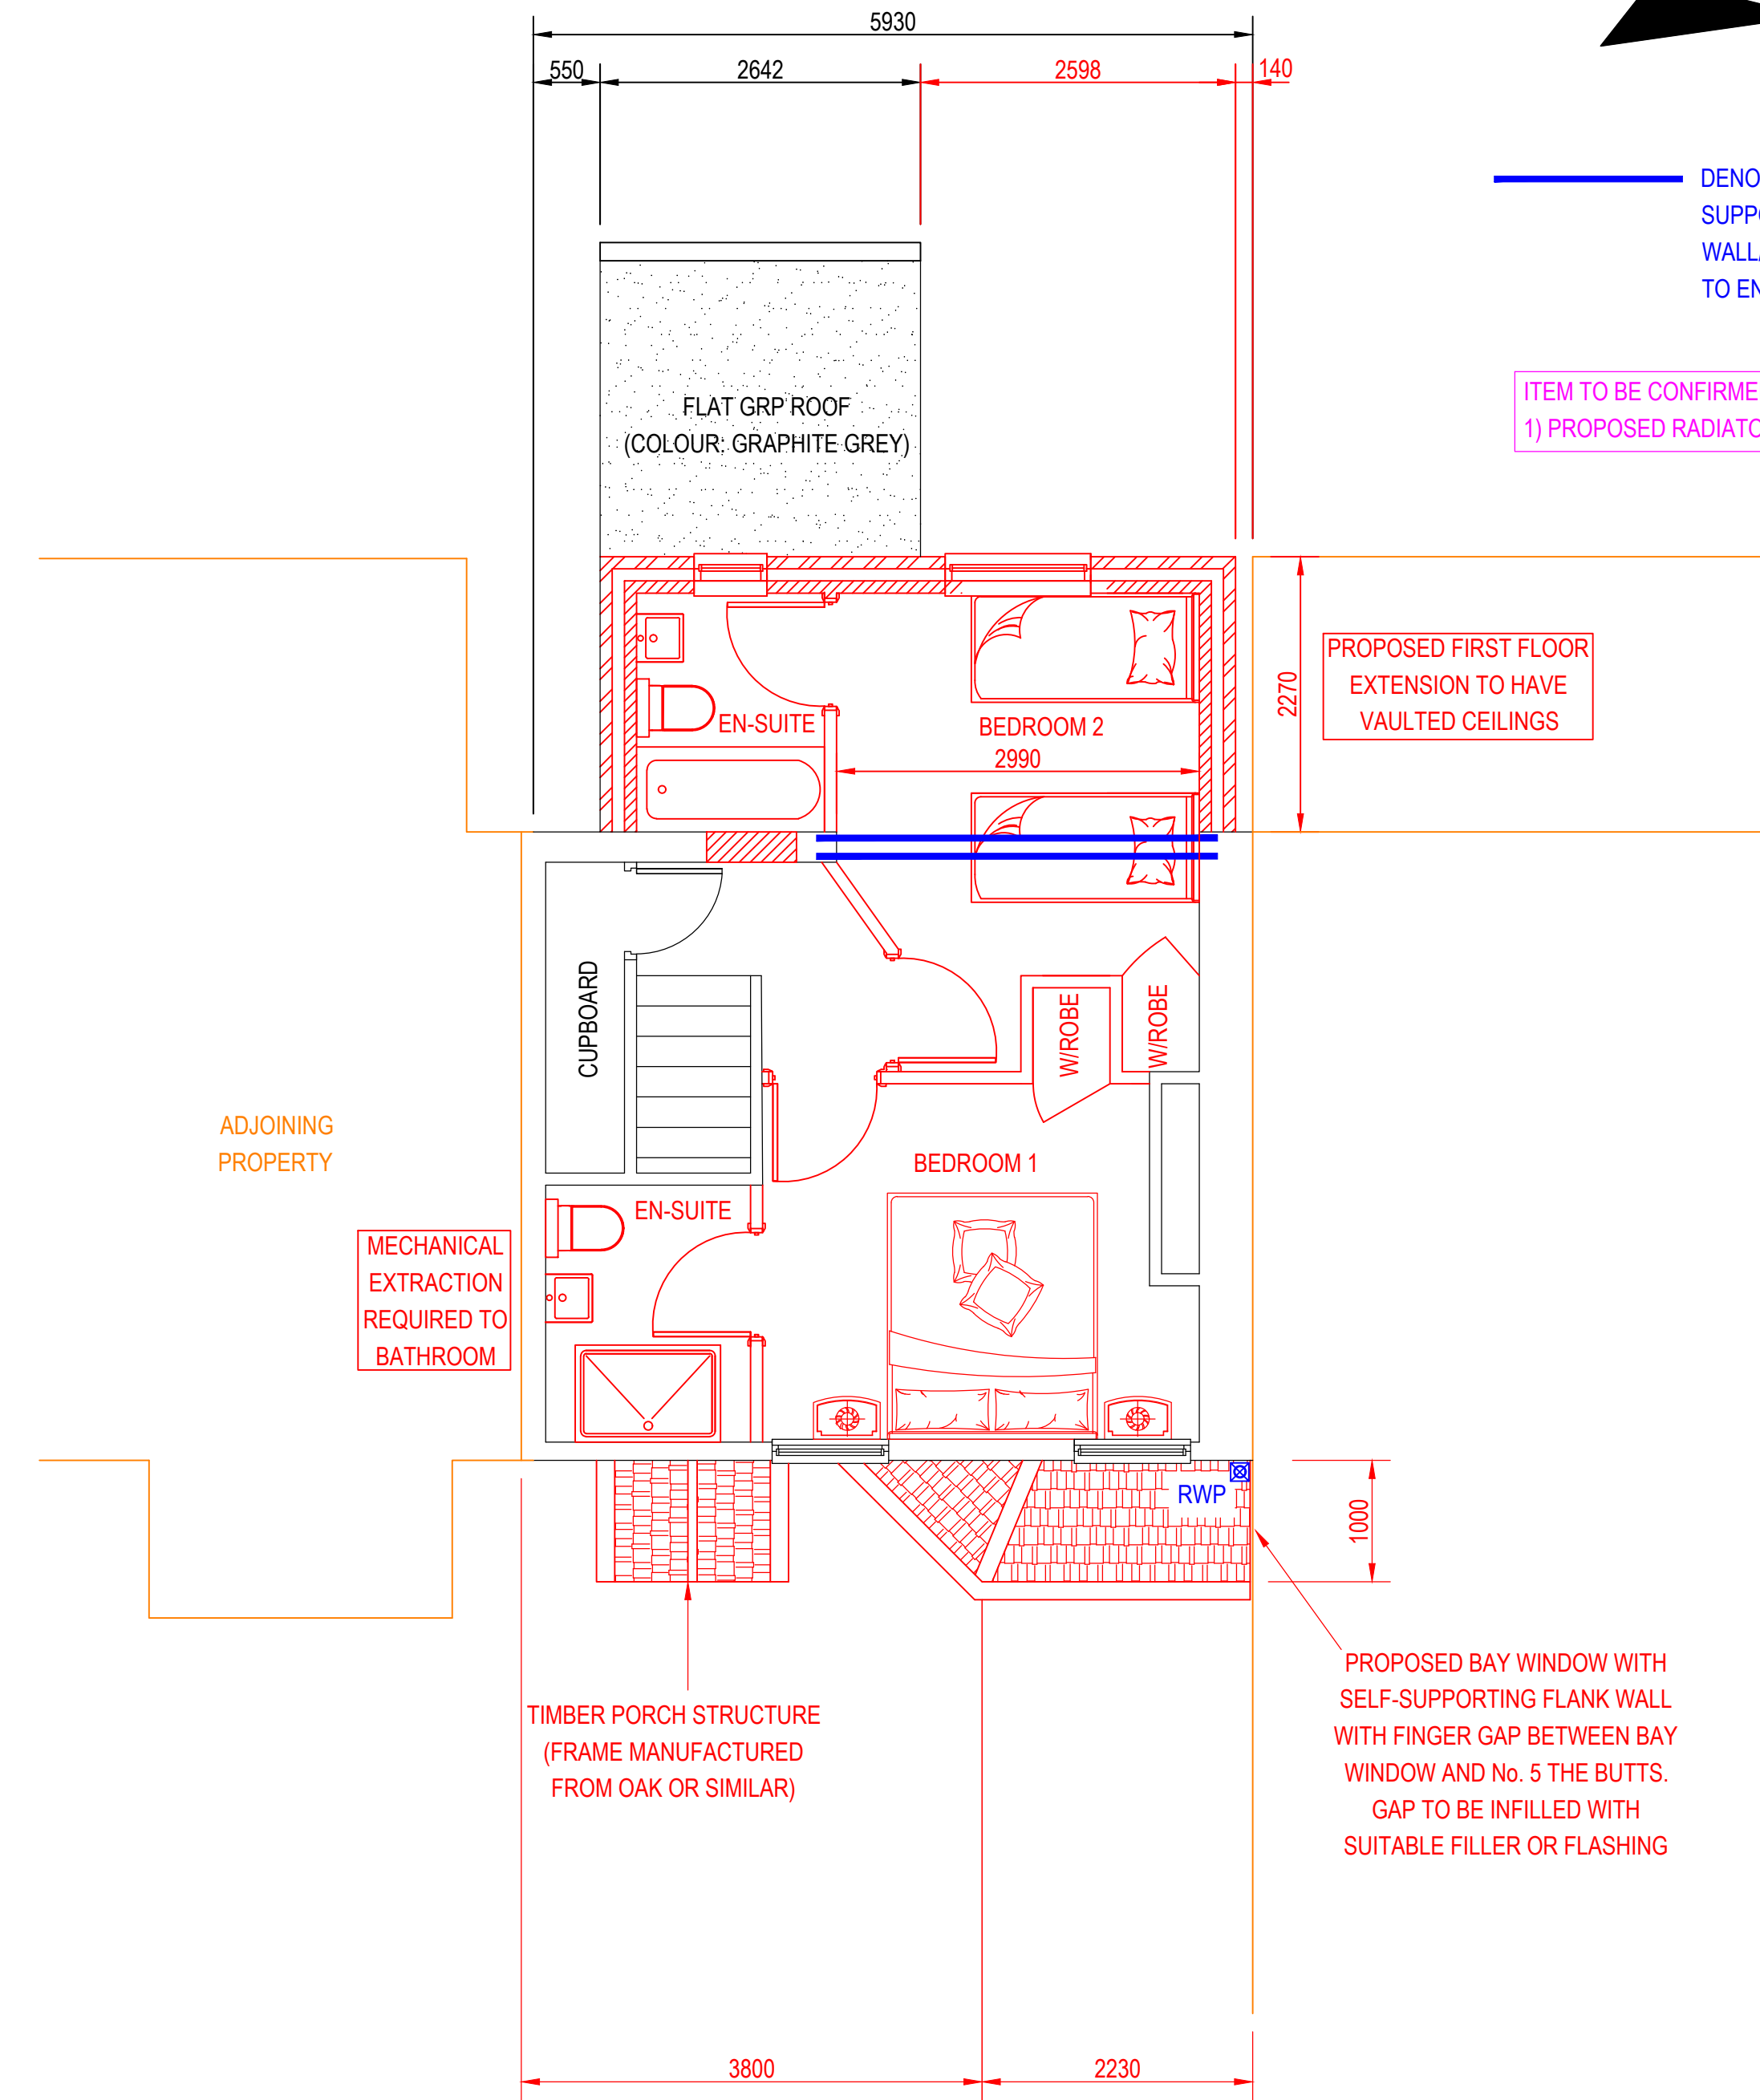 5930
550
2642
2598
140
SUPP
TO EN
FLAT GRP ROOF
(COLOUR: GRAPHITE GREY)
ITEM TO BE CONFIRME
1) PROPOSED RADIATO
PROPOSED FIRST FLOOR
EXTENSION TO HAVE
VAULTED CEILINGS
2270
EN-SUITE
BEDROOM 2
2990
CUPBOARD
W/ROBE
W/ROBE
ADJOINING
PROPERTY
BEDROOM 1
EN-SUITE
MECHANICAL
EXTRACTION
REQUIRED TO
BATHROOM
RWP
1000
TIMBER PORCH STRUCTURE
(FRAME MANUFACTURED
FROM OAK OR SIMILAR)
PROPOSED BAY WINDOW WITH
SELF-SUPPORTING FLANK WALL
WITH FINGER GAP BETWEEN BAY
WINDOW AND No. 5 THE BUTTS.
GAP TO BE INFILLED WITH
SUITABLE FILLER OR FLASHING
3800
2230